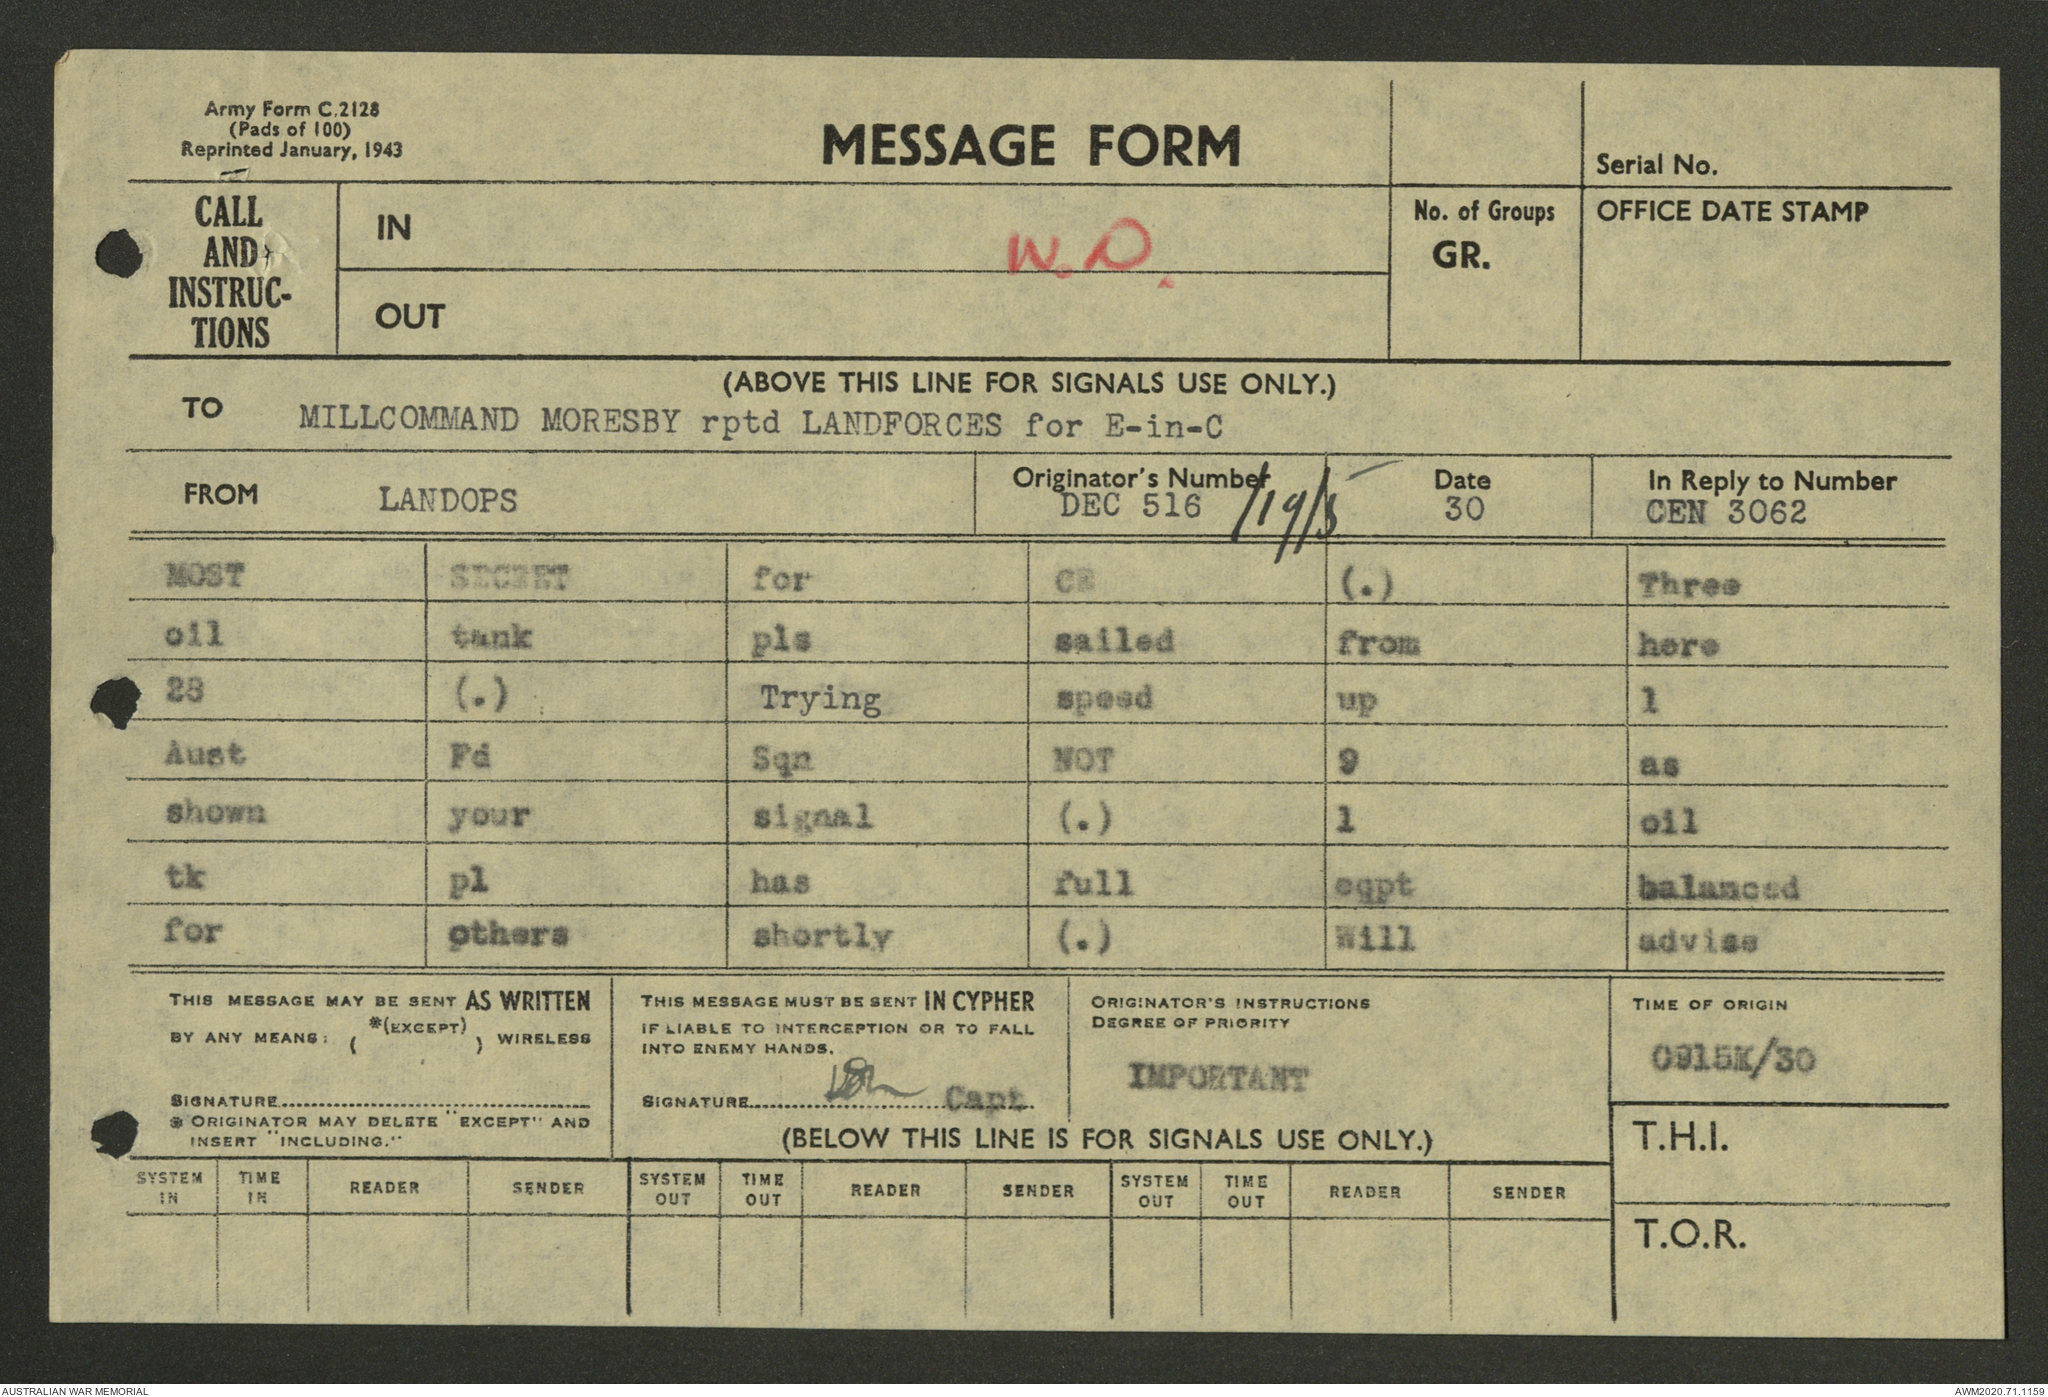 Army Form C.2128
(Pads of 100)
Reprinted January, 1943
MESSAGE FORM
Serial No.
CALL
AND
INSTRUC-
TIONS
IN
W.D.
OUT
No. of Groups
GR.
OFFICE DATE STAMP
(ABOVE THIS LINE FOR SIGNALS USE ONLY.)
TO MILLCOMMAND MORESBY rptd LANDFORCES for E-in-C
FROM LANDOPS
Originator's Number
DEC 516 /19/5
Date
30
In Reply to Number
CEN 3062
MOST SECRET for CE (.) Three
oil tank pls sailed from here
28 (.) Trying speed up 1
Aust Fd Sqn NOT 9 as
shown your signal (.) 1 oil
tk pl has full eqpt balanced
for others shortly (.) Will advise
THIS MESSAGE MAY BE SENT AS WRITTEN
BY ANY MEANS: ( *(EXCEPT) ) WIRELESS
SIGNATURE
* ORIGINATOR MAY DELETE "EXCEPT" AND
INSERT "INCLUDING."
THIS MESSAGE MUST BE SENT IN CYPHER
IF LIABLE TO INTERCEPTION OR TO FALL
INTO ENEMY HANDS.
SIGNATURE Capt
ORIGINATOR'S INSTRUCTIONS
DEGREE OF PRIORITY
IMPORTANT
TIME OF ORIGIN
0915K/30
(BELOW THIS LINE IS FOR SIGNALS USE ONLY.)
T.H.I.
SYSTEM IN TIME IN READER SENDER SYSTEM OUT TIME OUT READER SENDER SYSTEM OUT TIME OUT READER SENDER
T.O.R.
AUSTRALIAN WAR MEMORIAL
AWM2020.71.1159